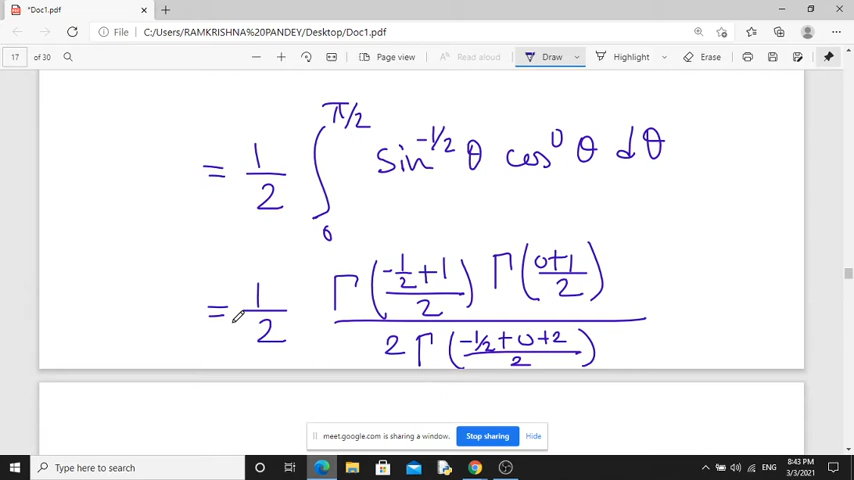 *Doc1.pdf
File C:/Users/RAMKRISHNA%20PANDEY/Desktop/Doc1.pdf
17 of 30 Page view Read aloud Draw Highlight Erase
= 1/2 ∫_0^{π/2} sin^{-1/2} θ cos^0 θ dθ
= 1/2 Γ((-1/2+1)/2) Γ((0+1)/2) / 2Γ((-1/2+0+2)/2)
meet.google.com is sharing a window. Stop sharing Hide
Type here to search
ENG
8:43 PM
3/3/2021